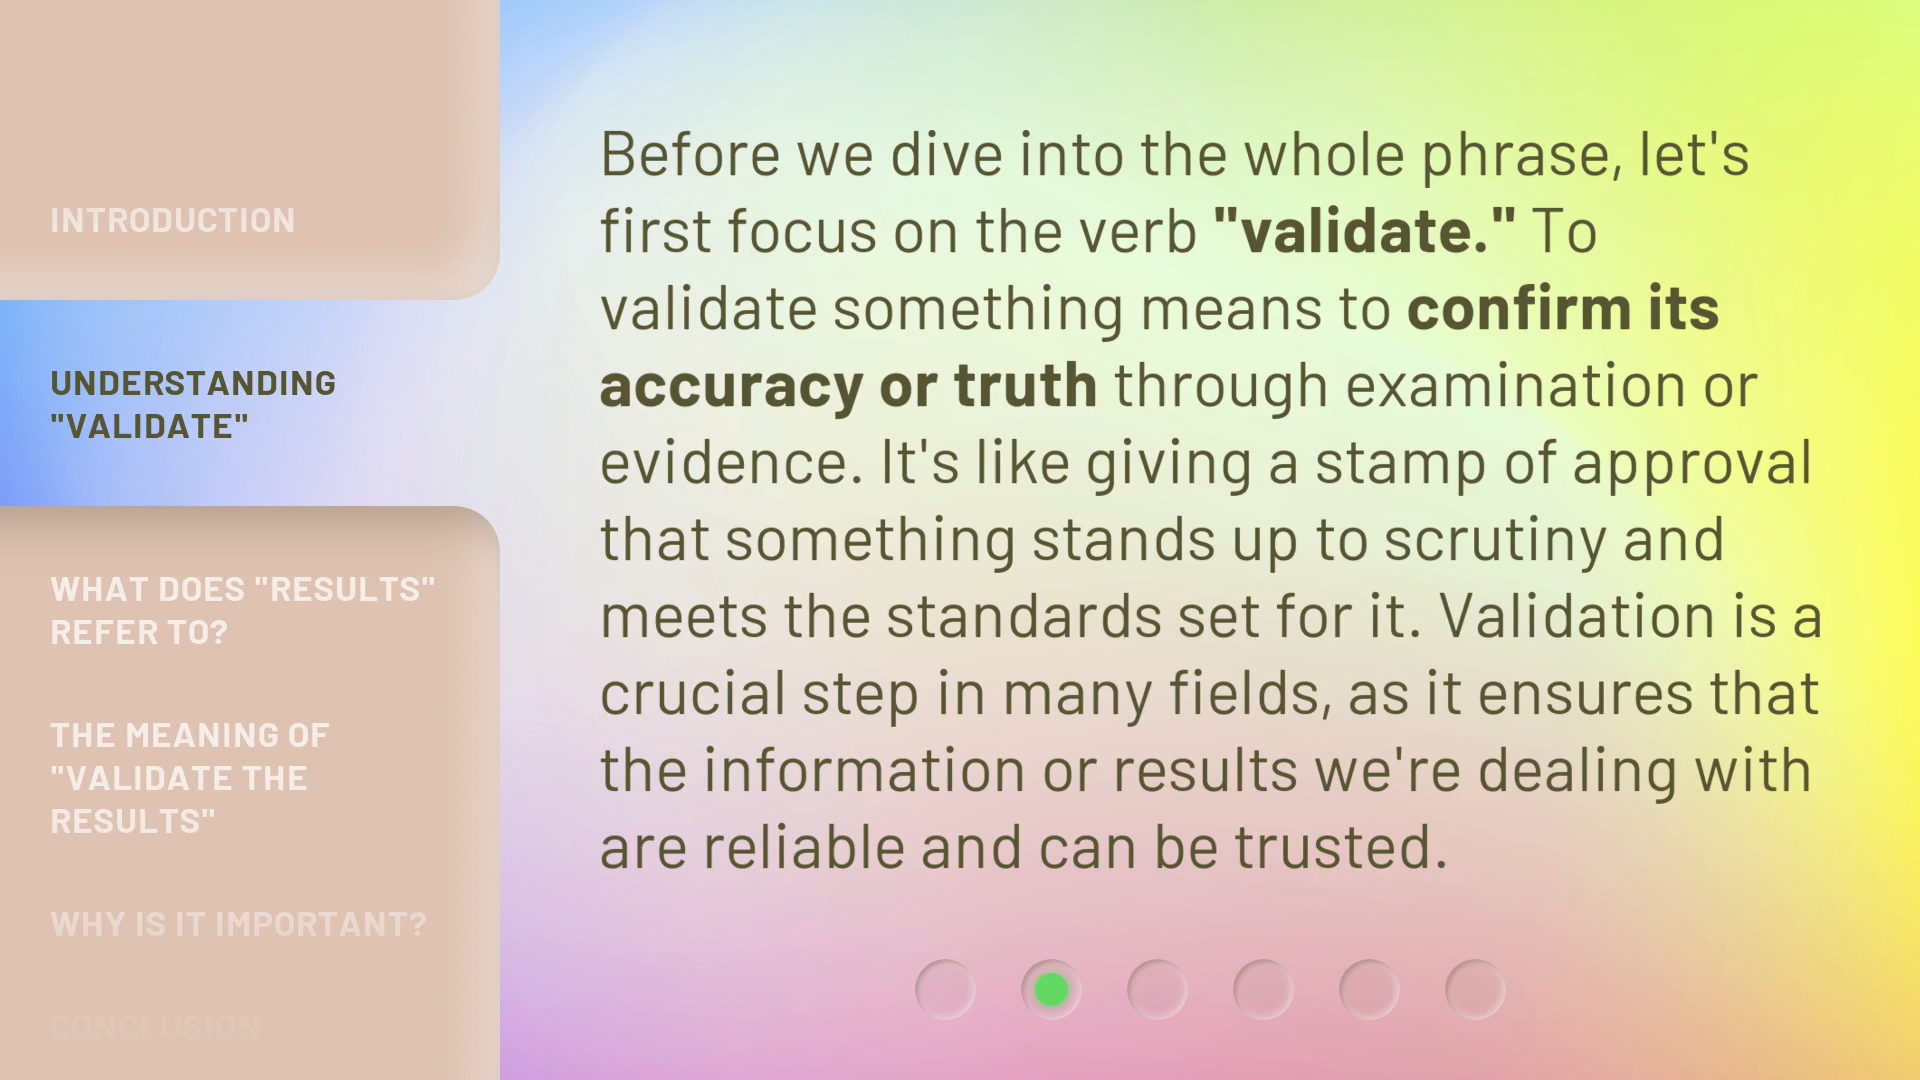 INTRODUCTION
UNDERSTANDING
"VALIDATE"
WHAT DOES "RESULTS"
REFER TO?
THE MEANING OF
"VALIDATE THE
RESULTS"
WHY IS IT IMPORTANT?
CONCLUSION
Before we dive into the whole phrase, let's
first focus on the verb "validate." To
validate something means to confirm its
accuracy or truth through examination or
evidence. It's like giving a stamp of approval
that something stands up to scrutiny and
meets the standards set for it. Validation is a
crucial step in many fields, as it ensures that
the information or results we're dealing with
are reliable and can be trusted.